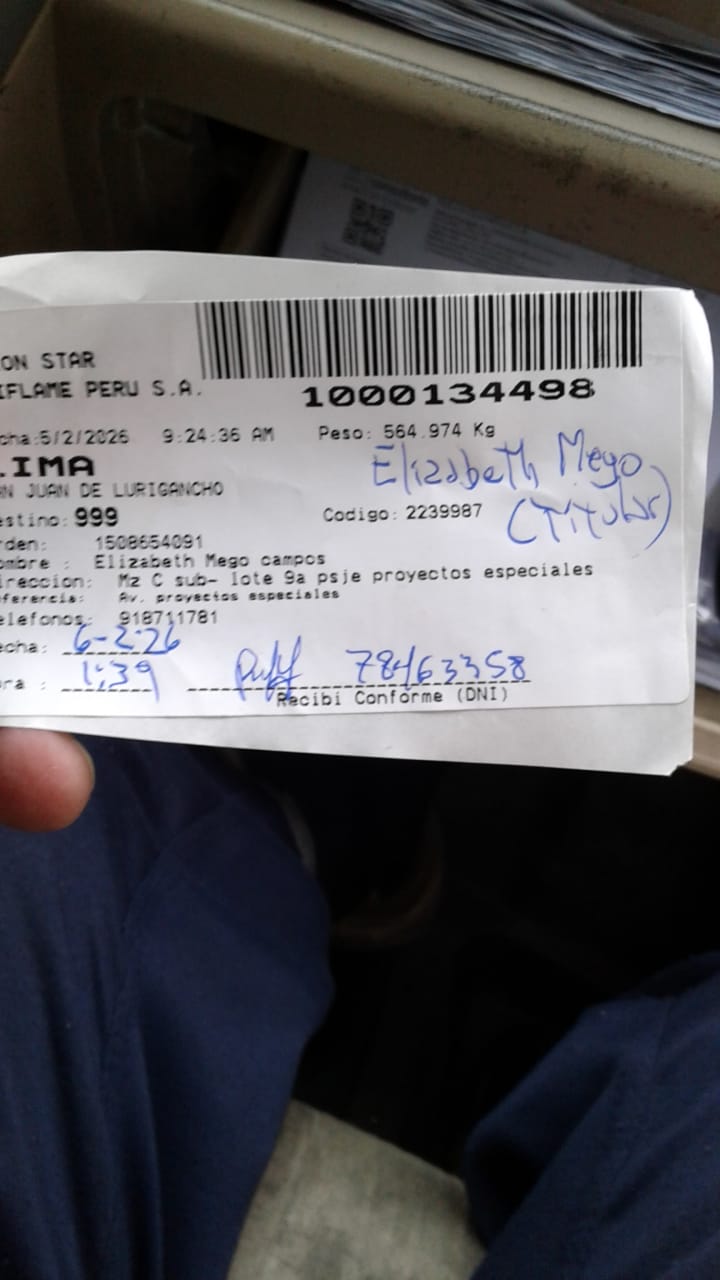 ON STAR
IFLAME PERU S.A.
1000134498
cha:5/2/2026 9:24:36 AM Peso: 564.974 Kg
LIMA
N JUAN DE LURIGANCHO
Elizabeth Mego
(Titular)
estino: 999 Codigo: 2239987
rden: 1508654091
ombre : Elizabeth Mego campos
ireccion: Mz C sub- lote 9a psje proyectos especiales
ferencia: Av. proyectos especiales
elefonos: 918711781
echa: 6-2-26
ra : 1:39 78463358
Recibi Conforme (DNI)